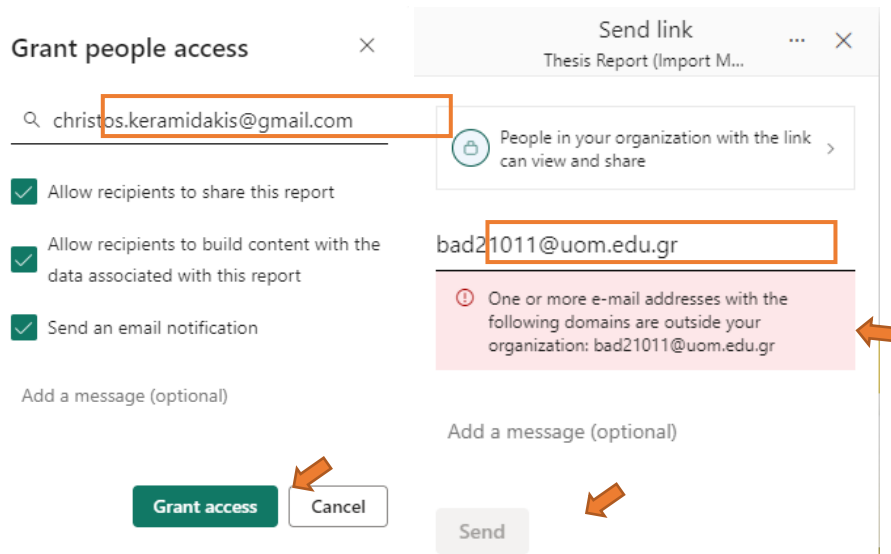 Grant people access
christos.keramidakis@gmail.com
Allow recipients to share this report
Allow recipients to build content with the
data associated with this report
Send an email notification
Add a message (optional)
Grant access
Cancel
Send link
Thesis Report (Import M...
People in your organization with the link
can view and share
bad21011@uom.edu.gr
One or more e-mail addresses with the
following domains are outside your
organization: bad21011@uom.edu.gr
Add a message (optional)
Send